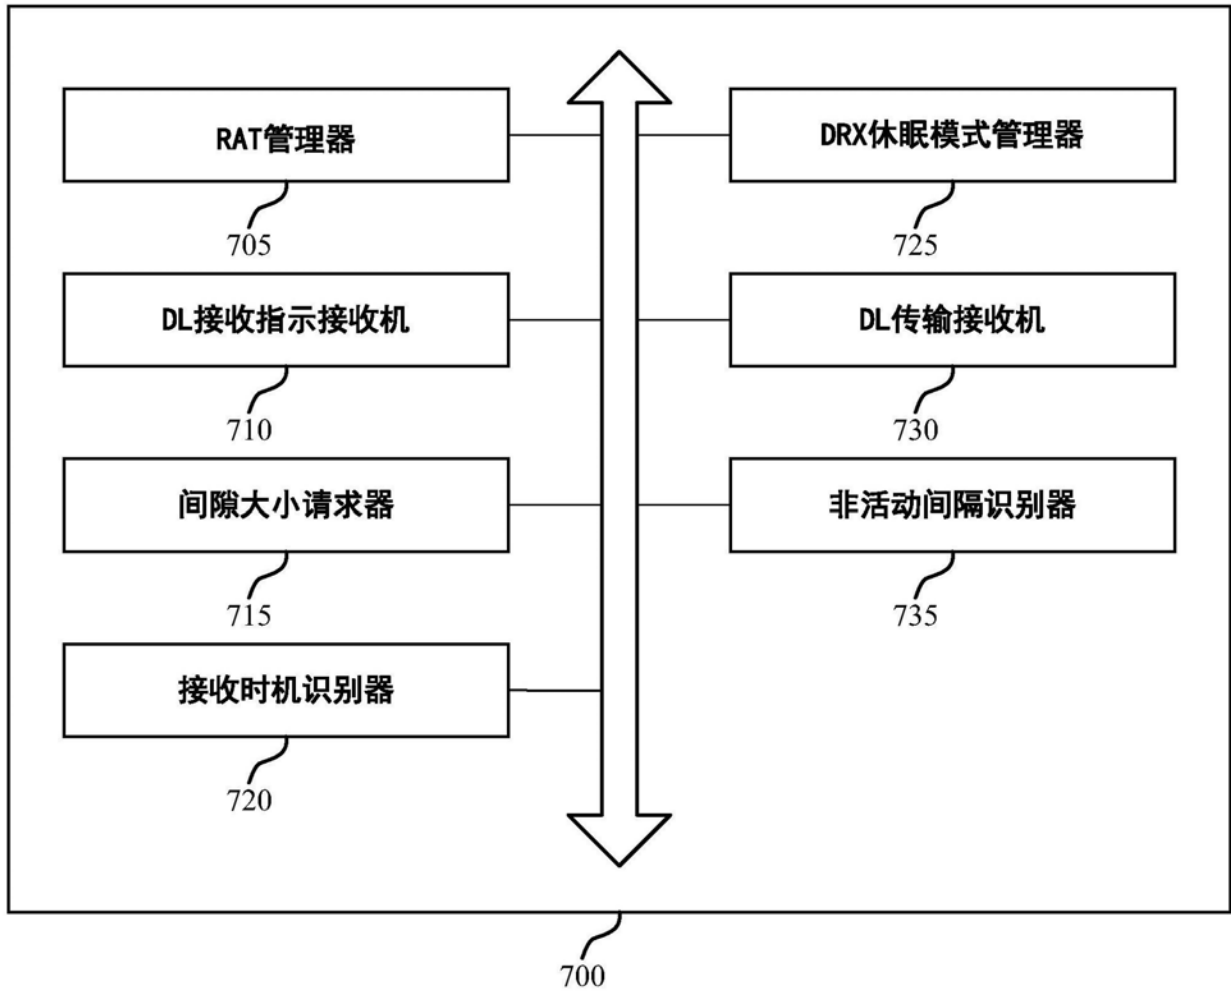 RAT管理器
705
DRX休眠模式管理器
725
DL接收指示接收机
710
DL传输接收机
730
间隙大小请求器
715
非活动间隔识别器
735
接收时机识别器
720
700